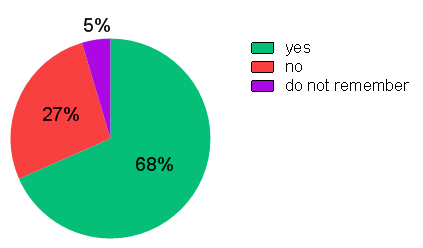 5%
yes
no
do not remember
27%
68%